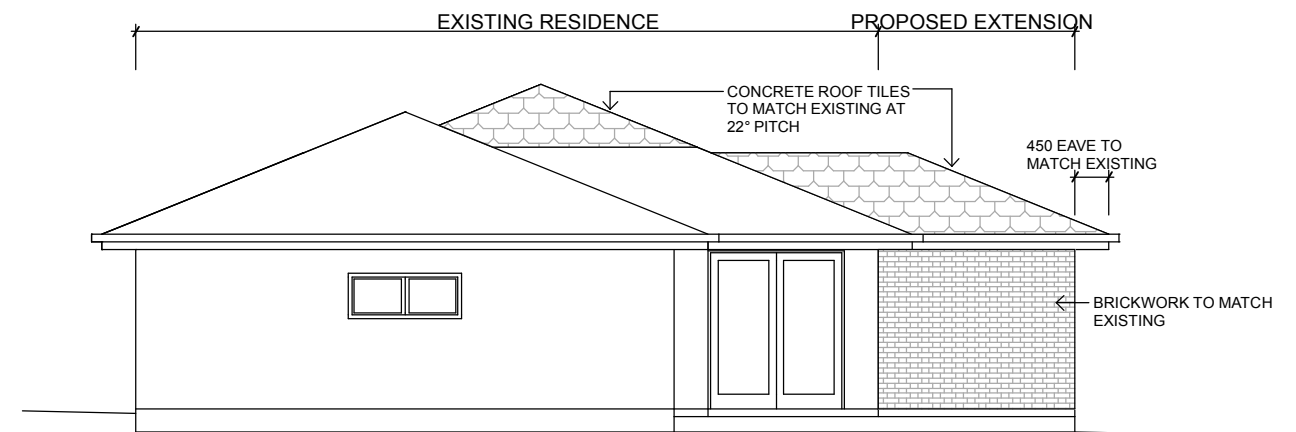 EXISTING RESIDENCE
PROPOSED EXTENSION
CONCRETE ROOF TILES
TO MATCH EXISTING AT
22° PITCH
450 EAVE TO
MATCH EXISTING
BRICKWORK TO MATCH
EXISTING